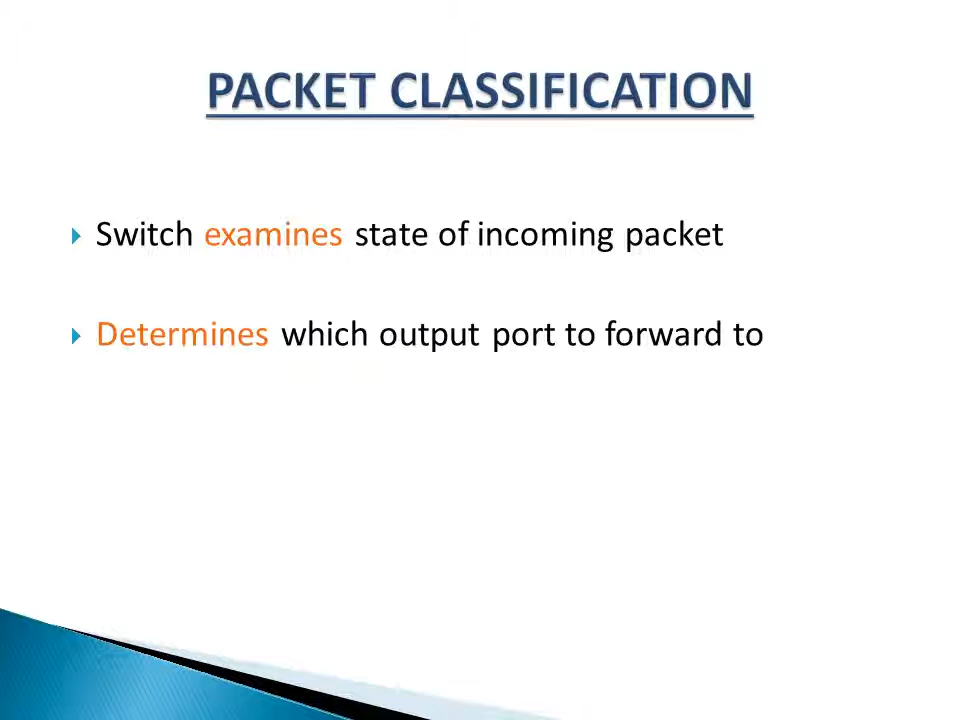 PACKET CLASSIFICATION
Switch examines state of incoming packet
Determines which output port to forward to